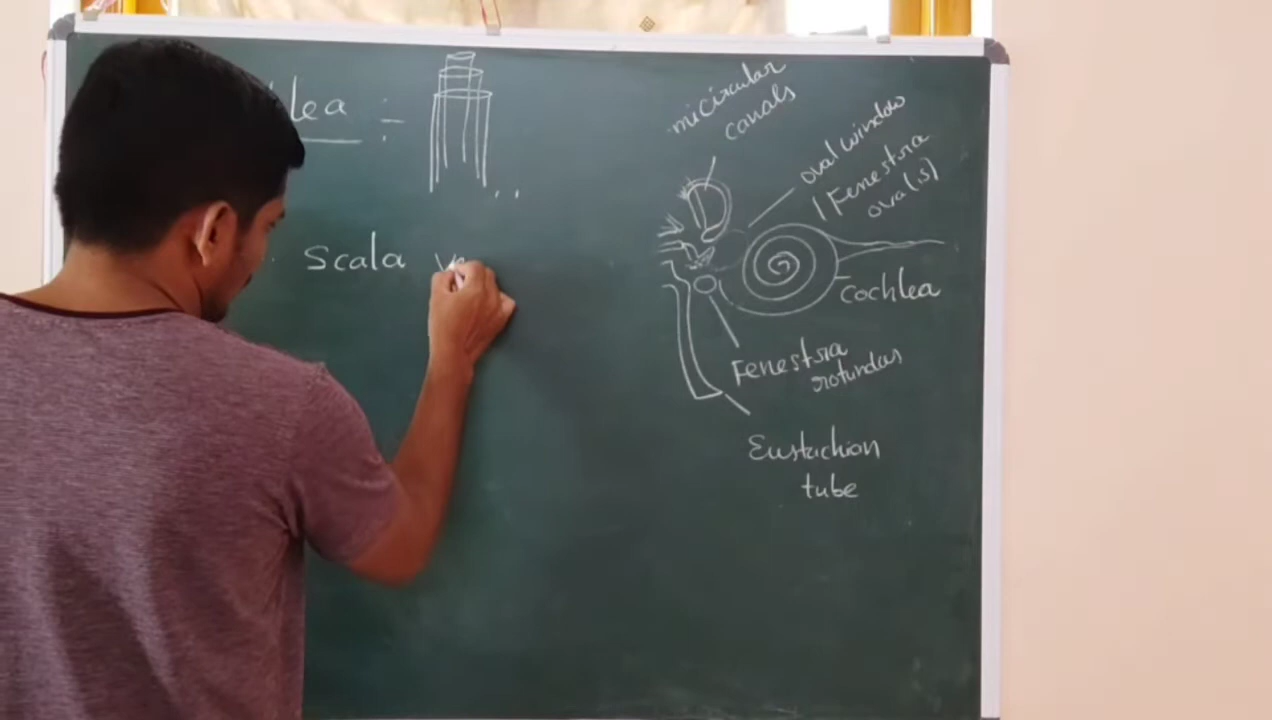 lea :-
Scala
micircular
canals
oval window
/ Fenestra
ova(s)
Cochlea
Fenestra
rotundas
Eustachion
tube